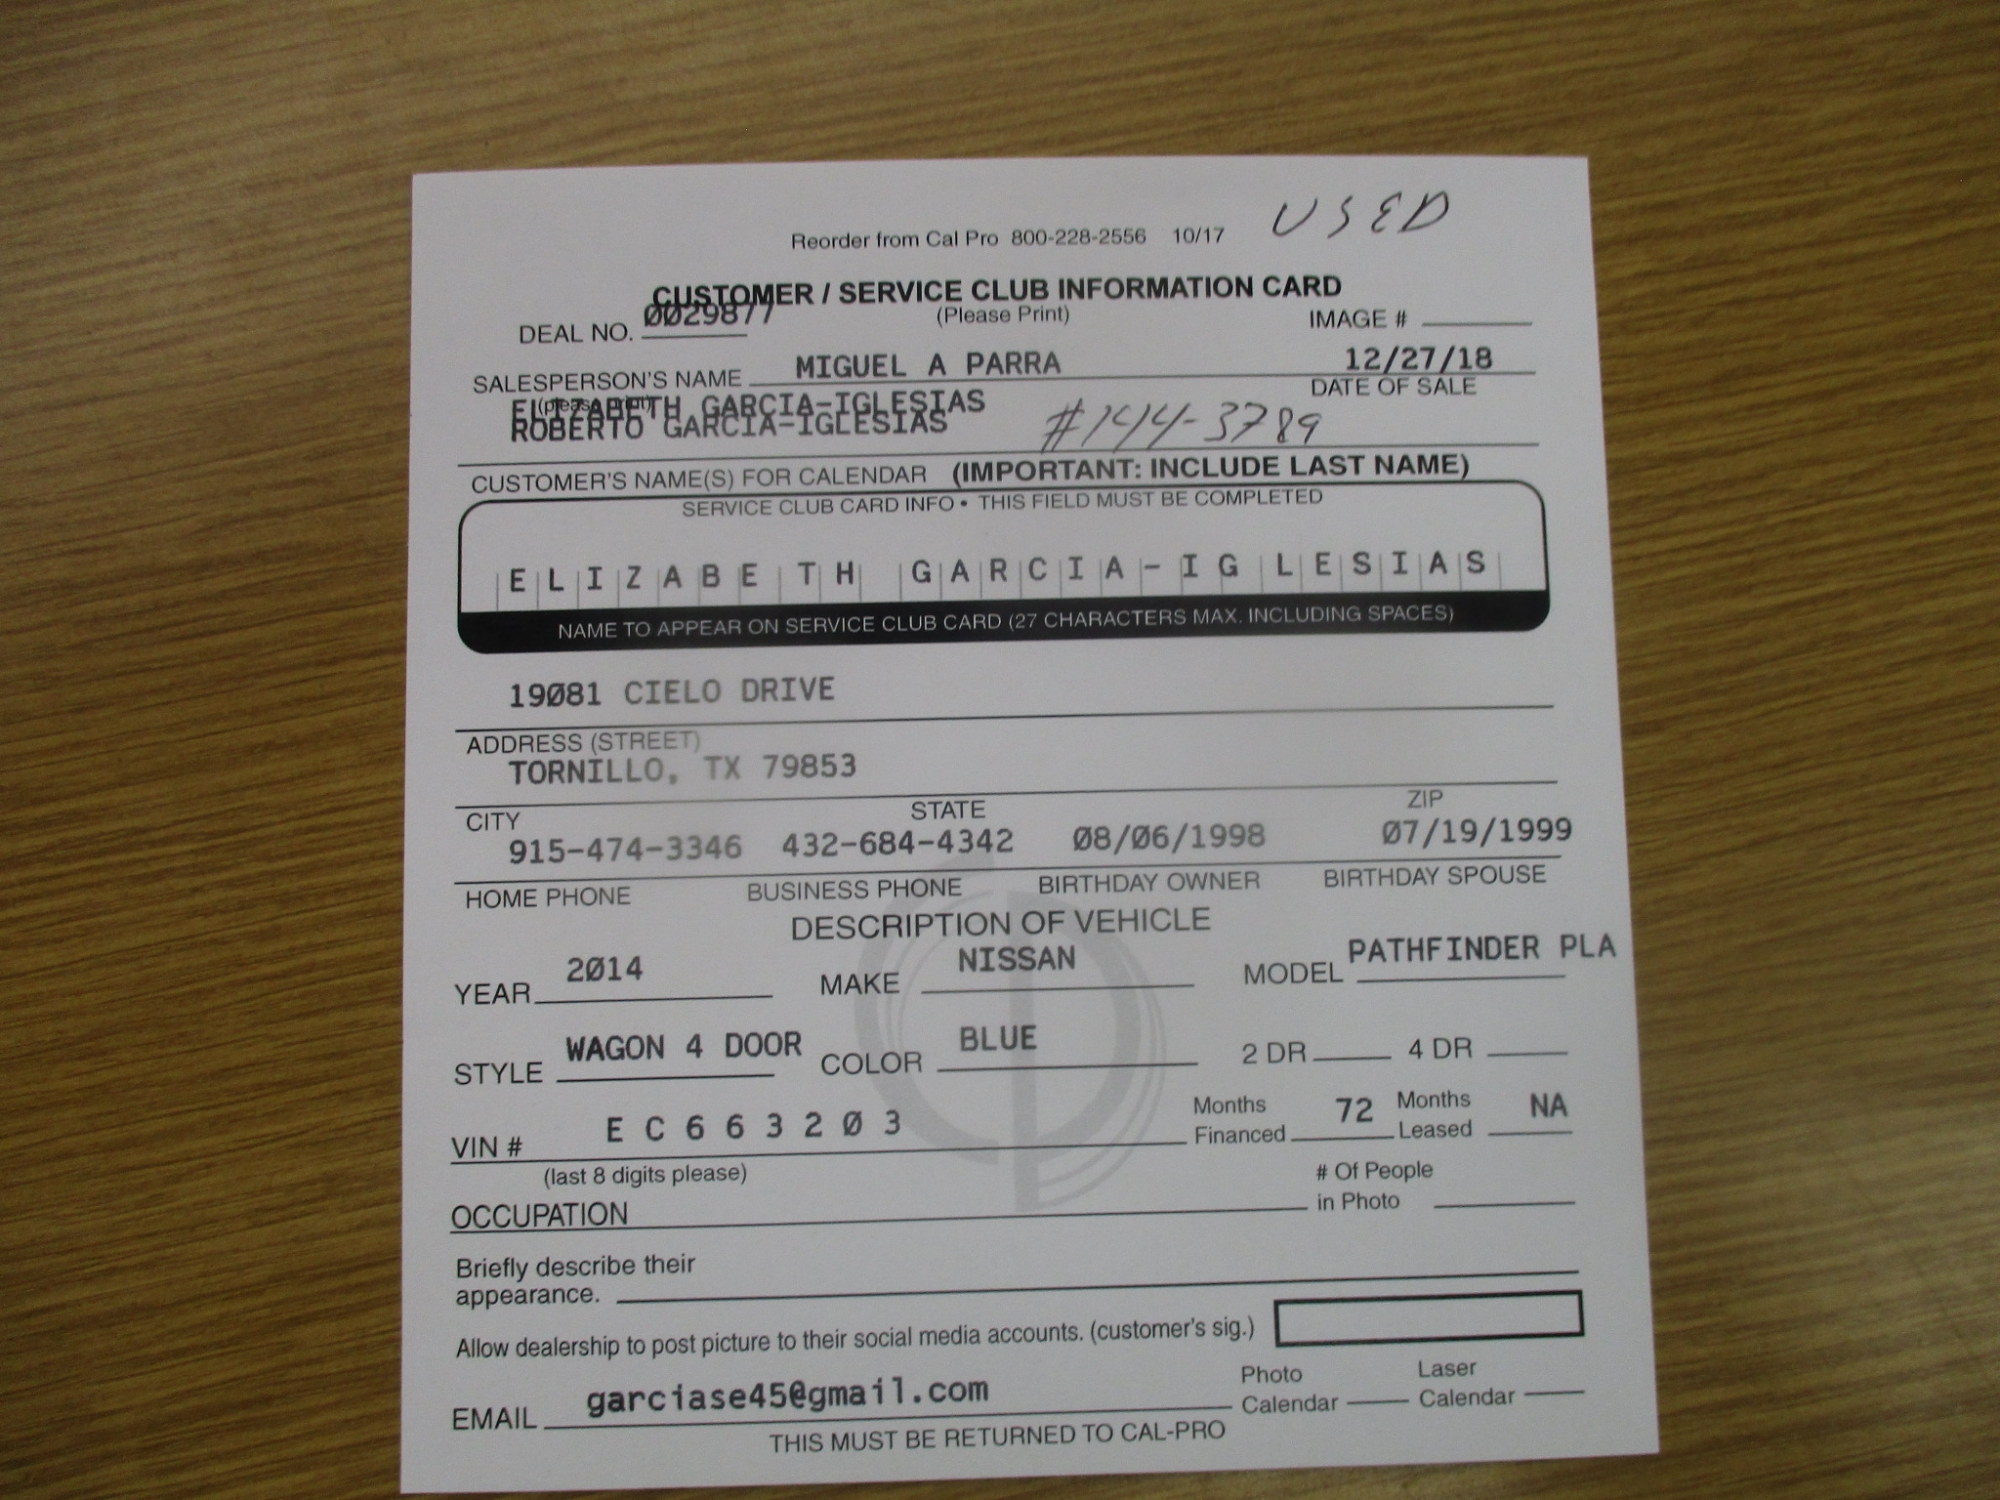 USED
Reorder from Cal Pro 800-228-2556 10/17
CUSTOMER / SERVICE CLUB INFORMATION CARD
DEAL NO. 0029877 (Please Print) IMAGE #
SALESPERSON'S NAME MIGUEL A PARRA 12/27/18
(please print) DATE OF SALE
ELIZABETH GARCIA-IGLESIAS
ROBERTO GARCIA-IGLESIAS #144-3789
CUSTOMER'S NAME(S) FOR CALENDAR (IMPORTANT: INCLUDE LAST NAME)
SERVICE CLUB CARD INFO • THIS FIELD MUST BE COMPLETED
ELIZABETH GARCIA-IGLESIAS
NAME TO APPEAR ON SERVICE CLUB CARD (27 CHARACTERS MAX. INCLUDING SPACES)
19081 CIELO DRIVE
ADDRESS (STREET)
TORNILLO, TX 79853
CITY STATE ZIP
915-474-3346 432-684-4342 08/06/1998 07/19/1999
HOME PHONE BUSINESS PHONE BIRTHDAY OWNER BIRTHDAY SPOUSE
DESCRIPTION OF VEHICLE
YEAR 2014 MAKE NISSAN MODEL PATHFINDER PLA
STYLE WAGON 4 DOOR COLOR BLUE 2 DR 4 DR
VIN # EC663203 Months Financed 72 Months Leased NA
(last 8 digits please)
OCCUPATION # Of People in Photo
Briefly describe their
appearance.
Allow dealership to post picture to their social media accounts. (customer's sig.)
EMAIL garciase45@gmail.com Photo Calendar Laser Calendar
THIS MUST BE RETURNED TO CAL-PRO